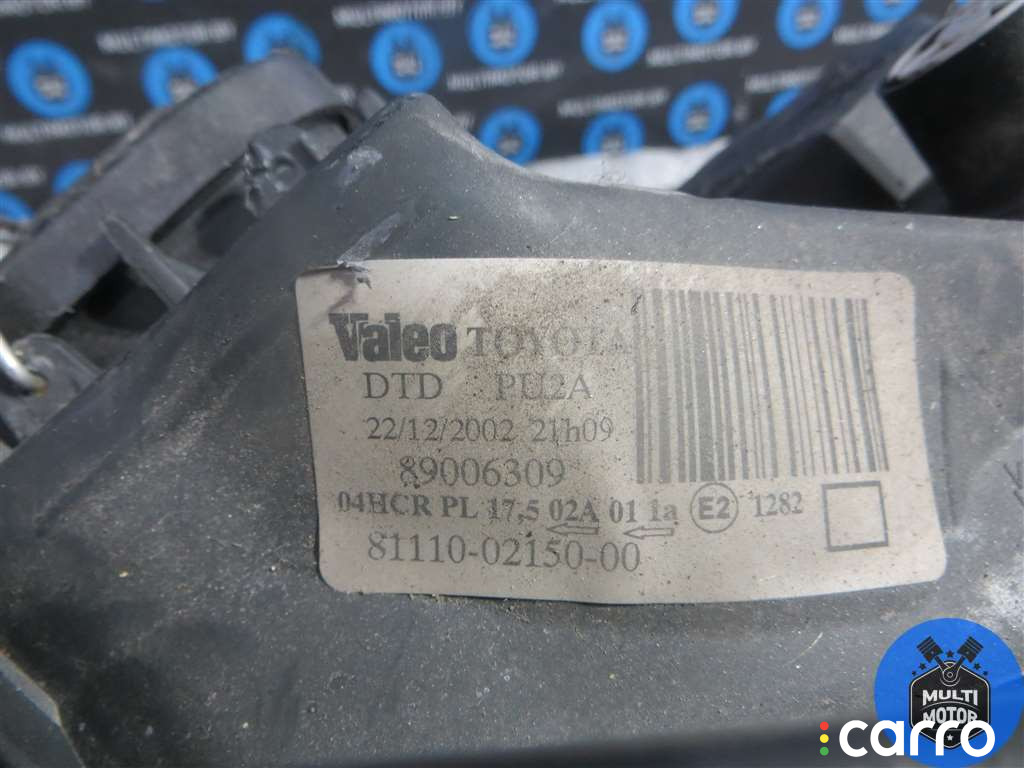 Valeo TOYOTA
DTD PU2A
22/12/2002 21h09
89006309
04HCR PL 17,5 02A 01 1a E2 1282
81110-02150-00
MULTI
MOTOR
carro